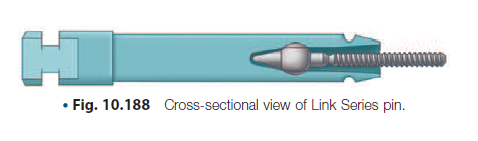 • Fig. 10.188 Cross-sectional view of Link Series pin.